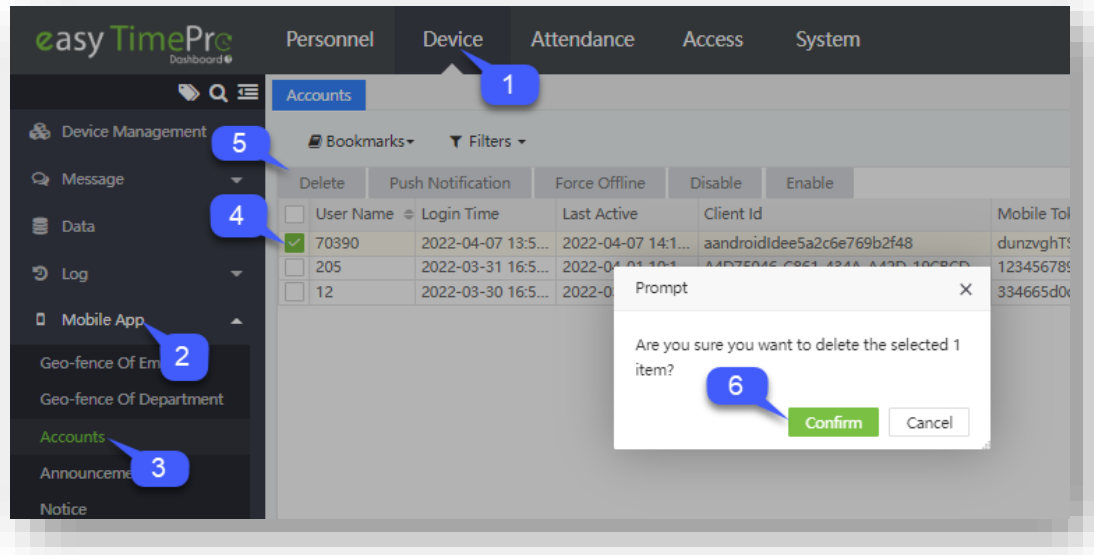 easy TimePro
Dashboard
Personnel Device Attendance Access System
1
Accounts
Device Management
5
Bookmarks Filters
Message
Delete Push Notification Force Offline Disable Enable
4
User Name Login Time Last Active Client Id Mobile
Data
70390 2022-04-07 13:5... 2022-04-07 14:1... aandroidIdee5a2c6e769b2f48
205 2022-03-31 16:5...
Log
12 2022-03-30 16:5...
Prompt
Mobile App
2
Are you sure you want to delete the selected 1
item?
Geo-fence Of
6
Geo-fence Of Department
Confirm Cancel
Accounts
3
Notice